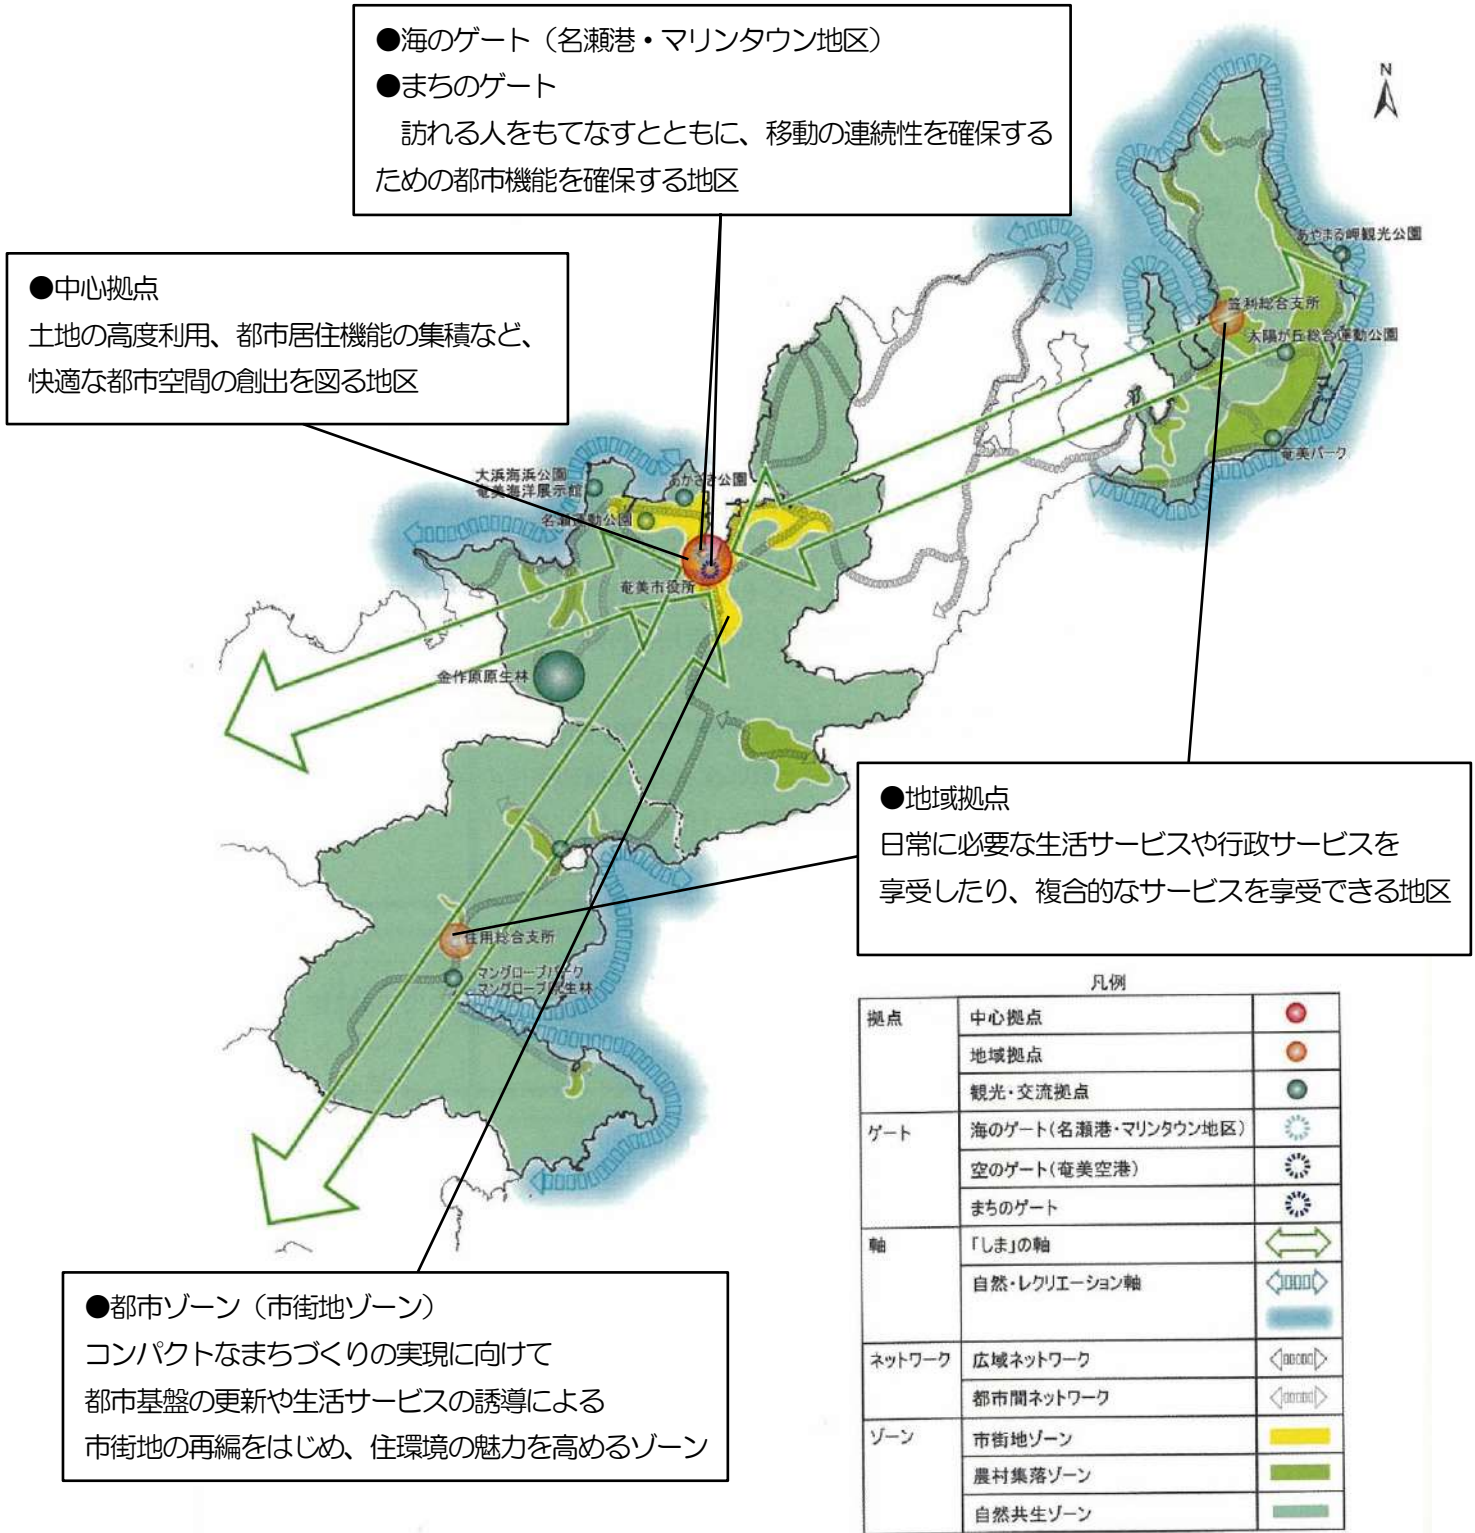 ●海のゲート（名瀬港・マリンタウン地区）
●まちのゲート
訪れる人をもてなすとともに、移動の連続性を確保する
ための都市機能を確保する地区
N
●中心拠点
土地の高度利用、都市居住機能の集積など、
快適な都市空間の創出を図る地区
あやまる岬観光公園
笠利総合支所
太陽が丘総合運動公園
奄美パーク
大浜海浜公園
奄美海洋展示館
あかざき公園
名瀬運動公園
奄美市役所
金作原原生林
●地域拠点
日常に必要な生活サービスや行政サービスを
享受したり、複合的なサービスを享受できる地区
住用総合支所
マングローブパーク
マングローブ原生林
●都市ゾーン（市街地ゾーン）
コンパクトなまちづくりの実現に向けて
都市基盤の更新や生活サービスの誘導による
市街地の再編をはじめ、住環境の魅力を高めるゾーン
凡例
拠点
中心拠点
地域拠点
観光・交流拠点
ゲート
海のゲート(名瀬港・マリンタウン地区)
空のゲート(奄美空港)
まちのゲート
軸
「しま」の軸
自然・レクリエーション軸
ネットワーク
広域ネットワーク
都市間ネットワーク
ゾーン
市街地ゾーン
農村集落ゾーン
自然共生ゾーン